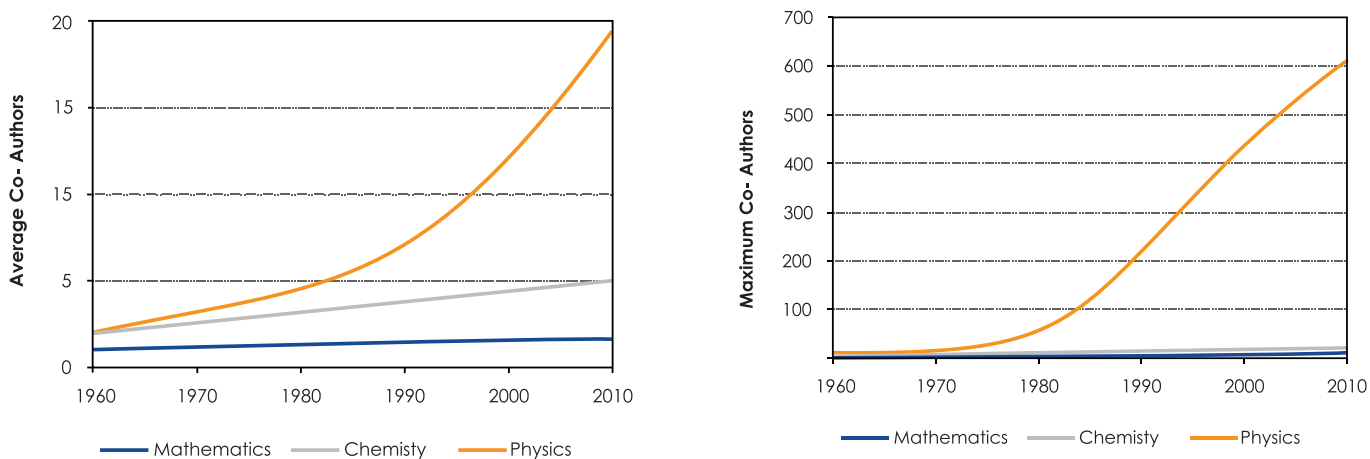 Average Co- Authors
20
15
15
5
0
1960 1970 1980 1990 2000 2010
Mathematics Chemisty Physics
Maximum Co- Authors
700
600
500
400
300
200
100
1960 1970 1980 1990 2000 2010
Mathematics Chemisty Physics